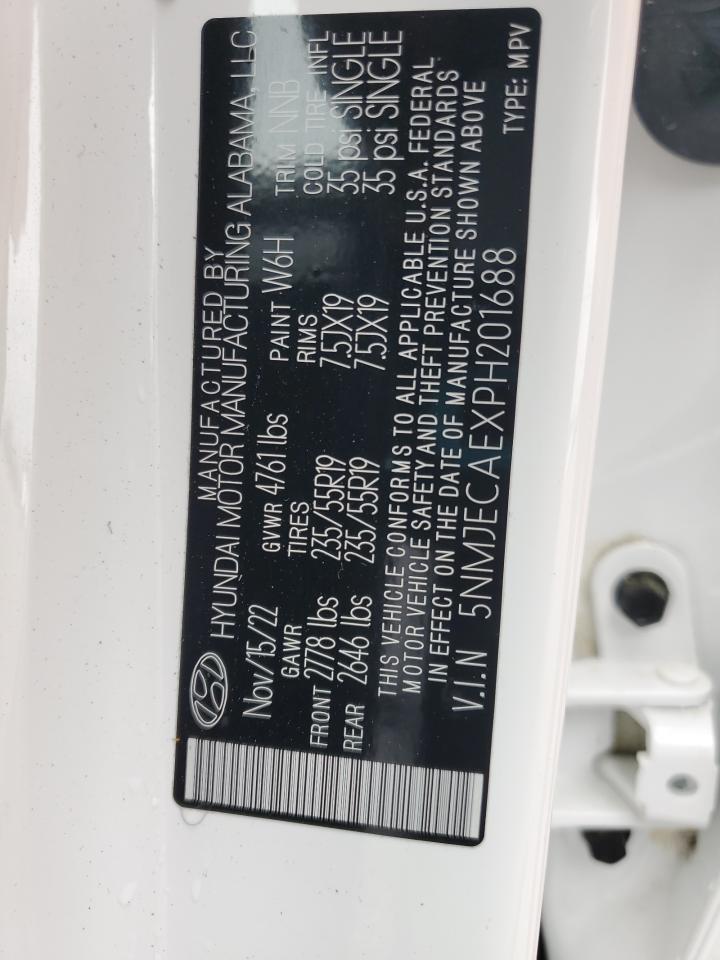 MANUFACTURED BY
HYUNDAI MOTOR MANUFACTURING ALABAMA, LLC
Nov/15/22 GVWR 4761 lbs PAINT W6H TRIM NNB
GAWR TIRES RIMS COLD TIRE INFL
FRONT 2778 lbs 235/55R19 7.5JX19 35 psi SINGLE
REAR 2646 lbs 235/55R19 7.5JX19 35 psi SINGLE
THIS VEHICLE CONFORMS TO ALL APPLICABLE U.S.A. FEDERAL
MOTOR VEHICLE SAFETY AND THEFT PREVENTION STANDARDS
IN EFFECT ON THE DATE OF MANUFACTURE SHOWN ABOVE
V.I.N 5NMJECAEXPH201688 TYPE: MPV